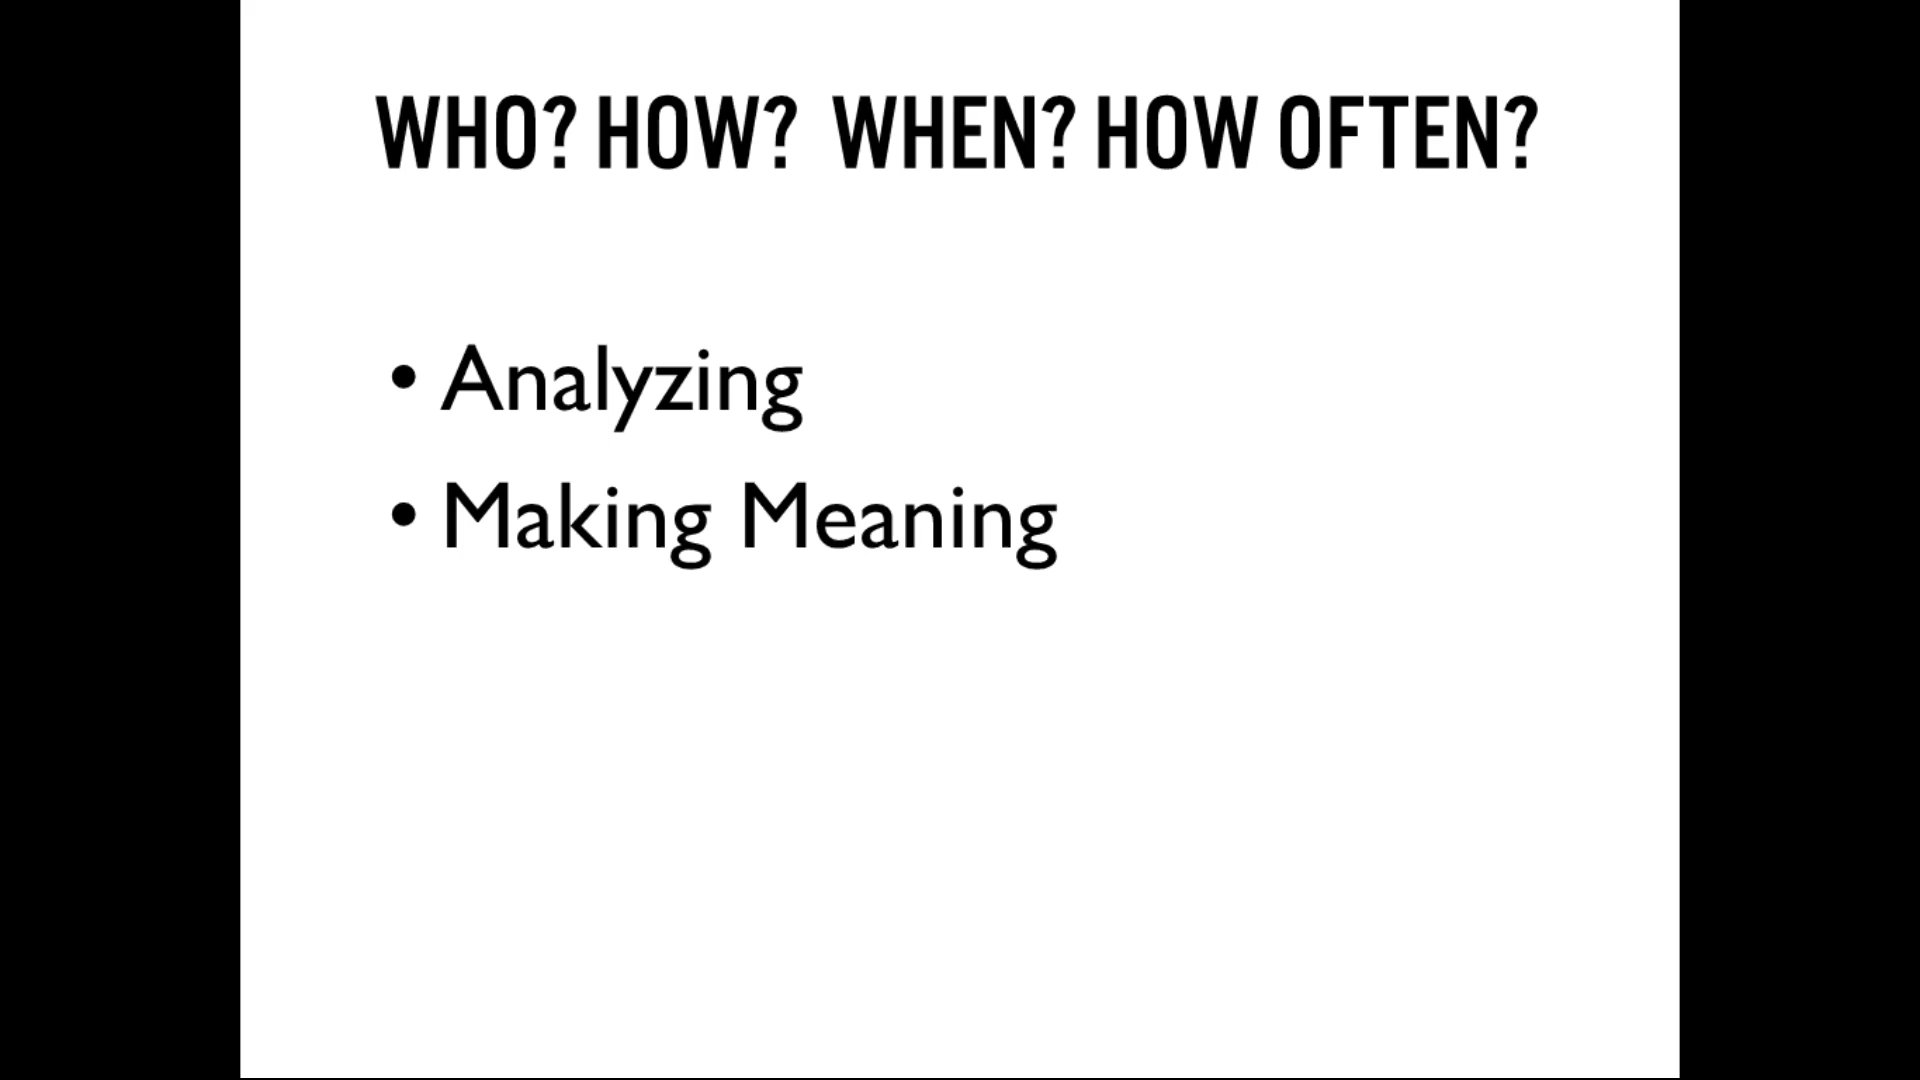 WHO? HOW?  WHEN? HOW OFTEN?
• Analyzing
• Making Meaning